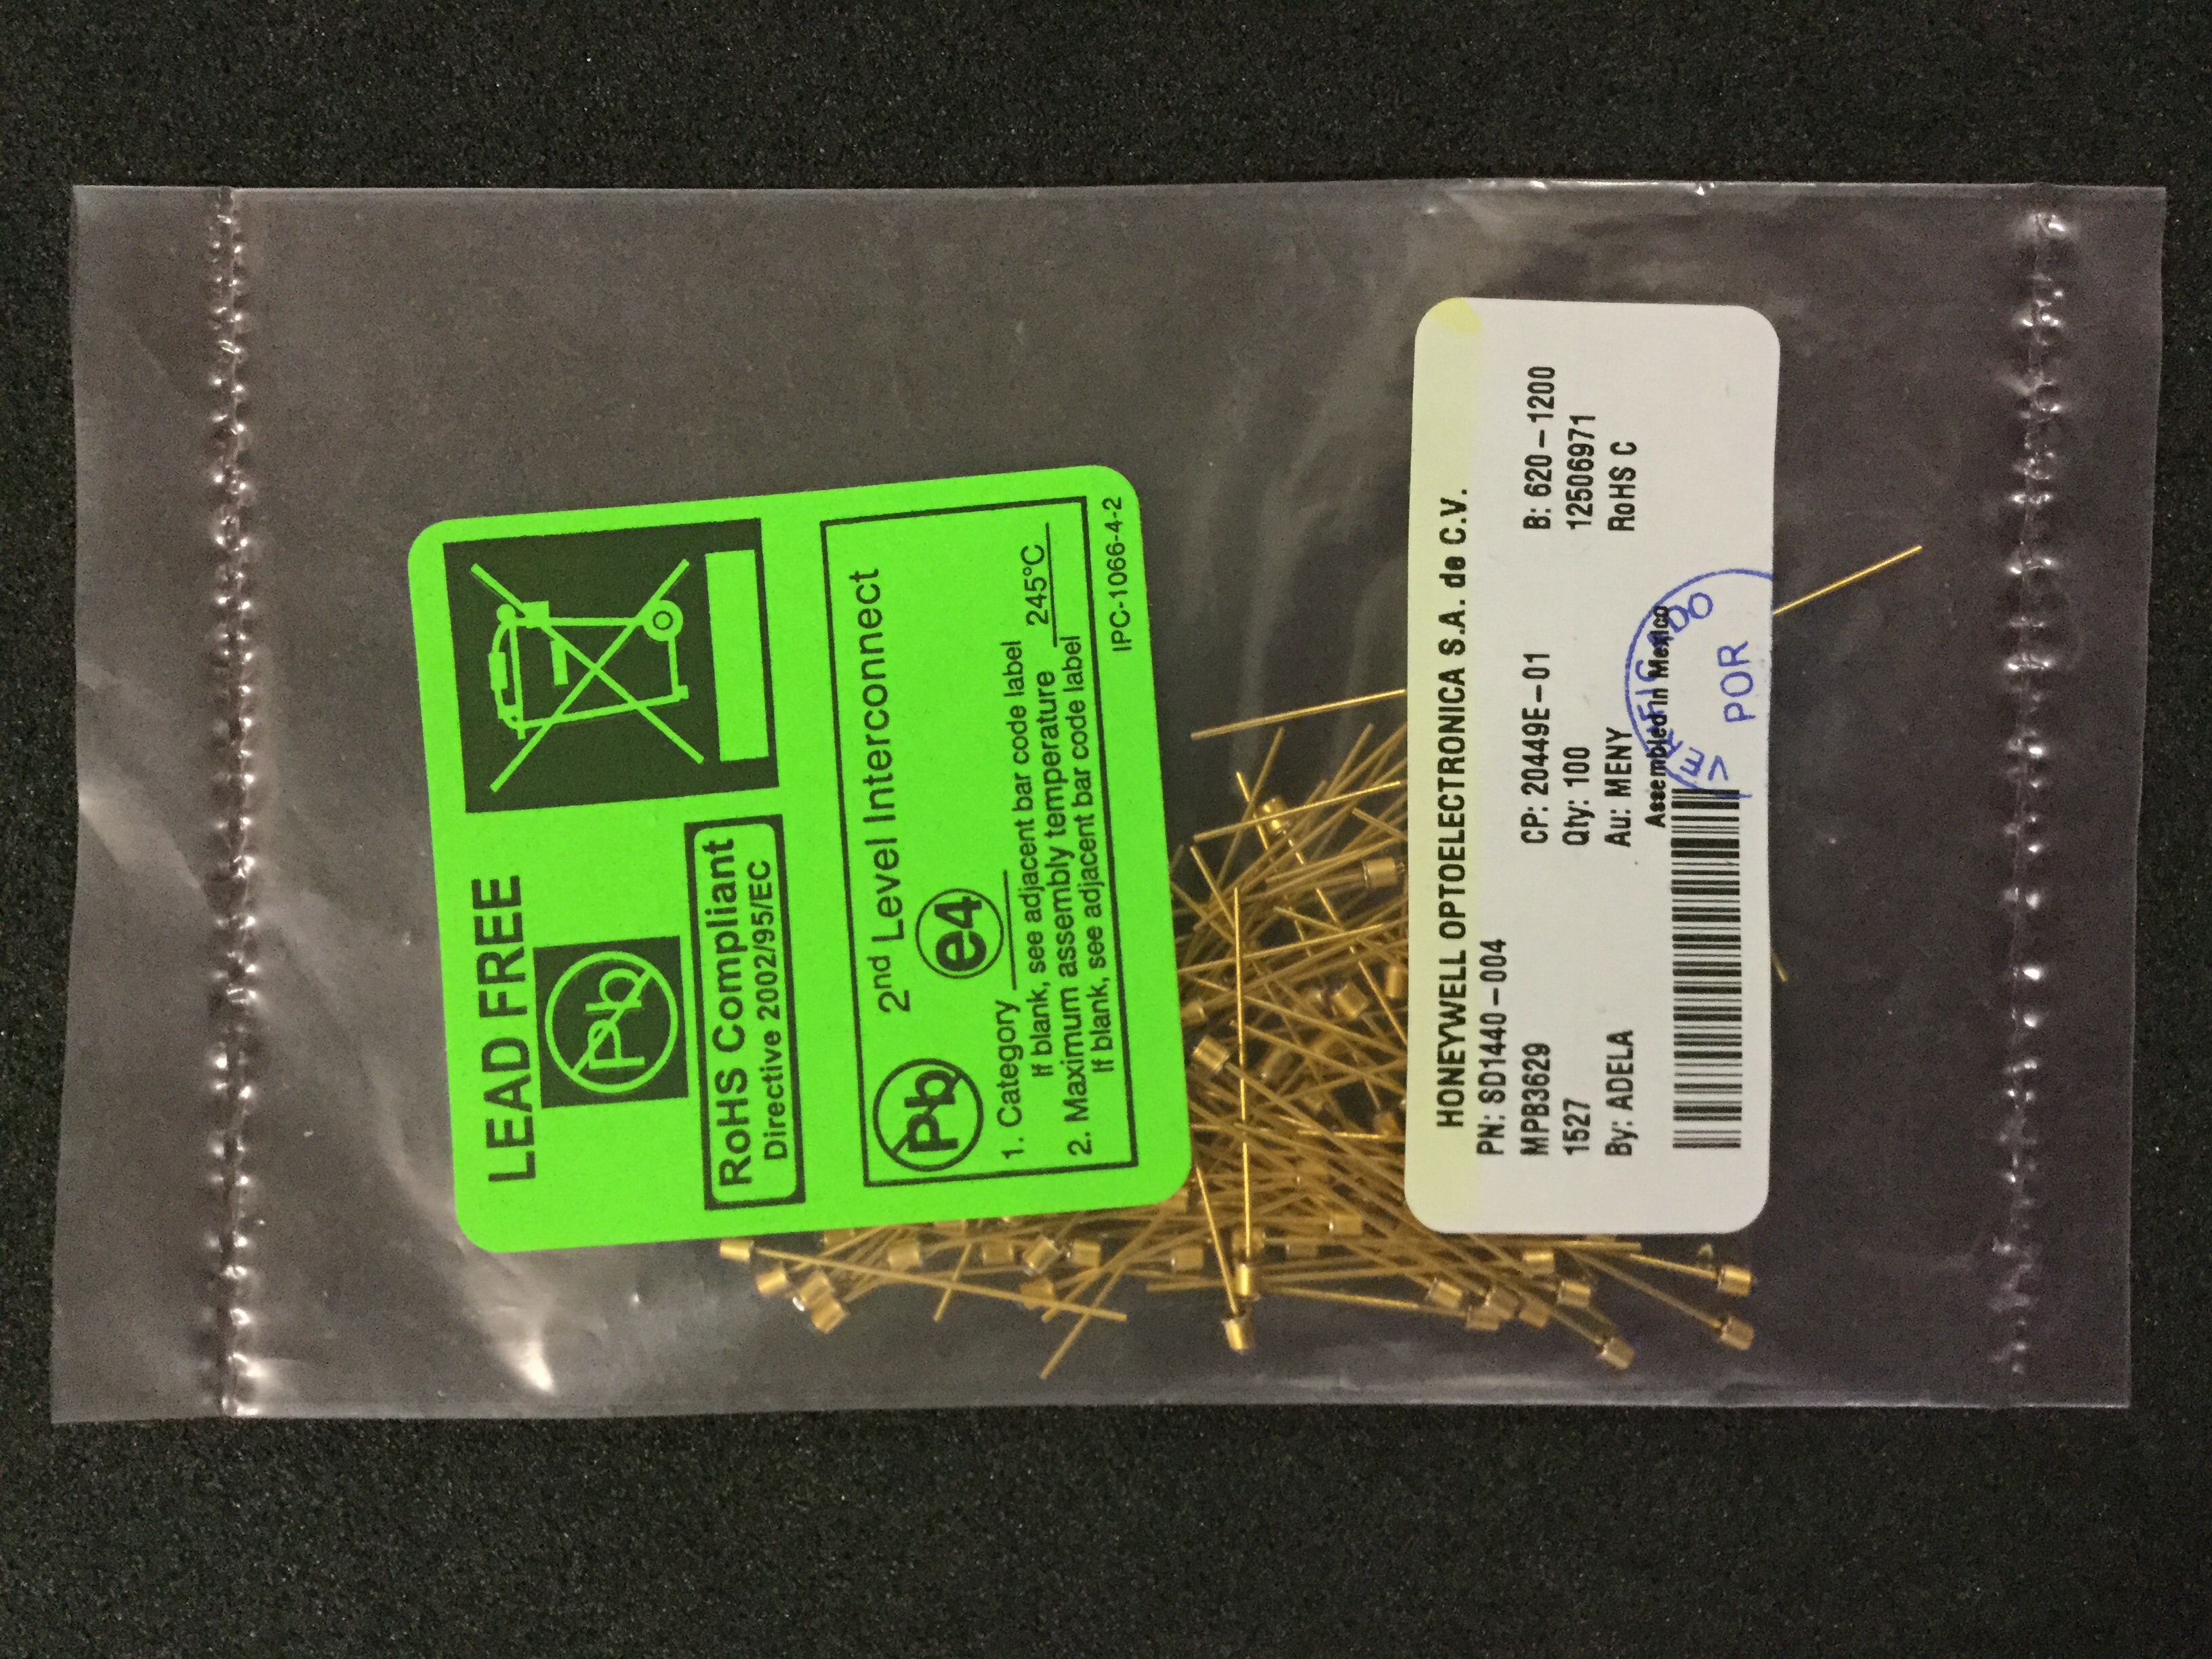 LEAD FREE
Pb
RoHS Compliant
Directive 2002/95/EC
Pb 2nd Level Interconnect
1. Category e4
If blank, see adjacent bar code label
2. Maximum assembly temperature 245°C
If blank, see adjacent bar code label
IPC-1066-4-2
HONEYWELL OPTOELECTRONICA S.A. de C.V.
PN: SD1440-004
MPB3629 CP: 20449E-01 B: 620-1200
1527 Qty: 100 12506971
By: ADELA Au: MENY RoHS C
Assembled in Mexico
VERIFICADO
POR